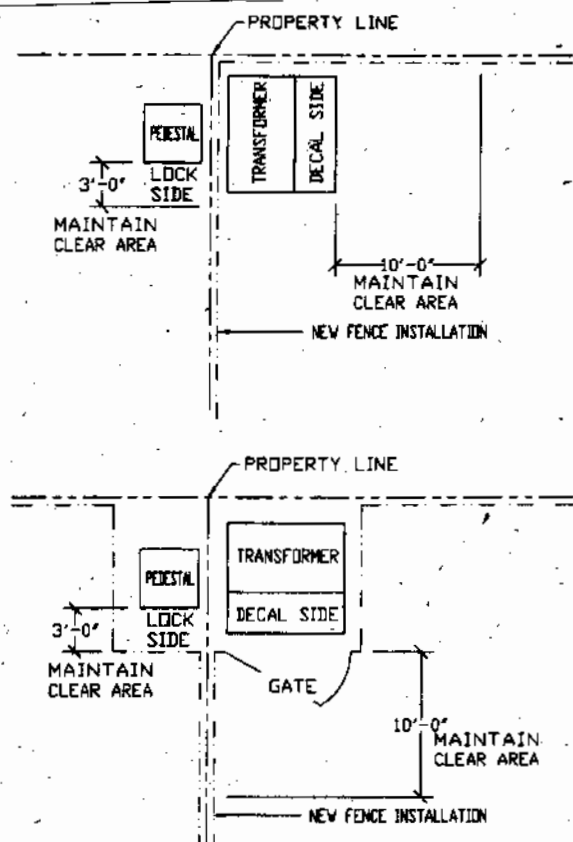 PROPERTY LINE
PEDESTAL
TRANSFORMER
DECAL SIDE
LOCK
SIDE
3'-0"
MAINTAIN
CLEAR AREA
10'-0"
MAINTAIN
CLEAR AREA
NEW FENCE INSTALLATION
PROPERTY LINE
TRANSFORMER
PEDESTAL
DECAL SIDE
LOCK
SIDE
3'-0"
MAINTAIN
CLEAR AREA
GATE
10'-0"
MAINTAIN
CLEAR AREA
NEW FENCE INSTALLATION